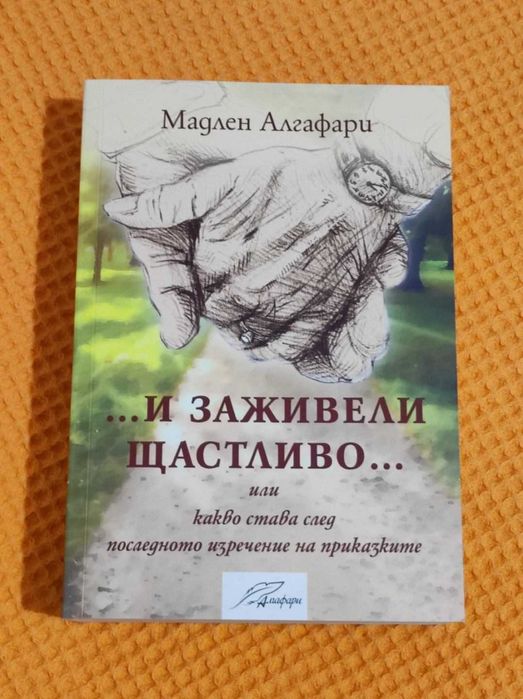 Мадлен Алгафари
...И ЗАЖИВЕЛИ
ЩАСТЛИВО...
или
какво става след
последното изречение на приказките
Алгафари